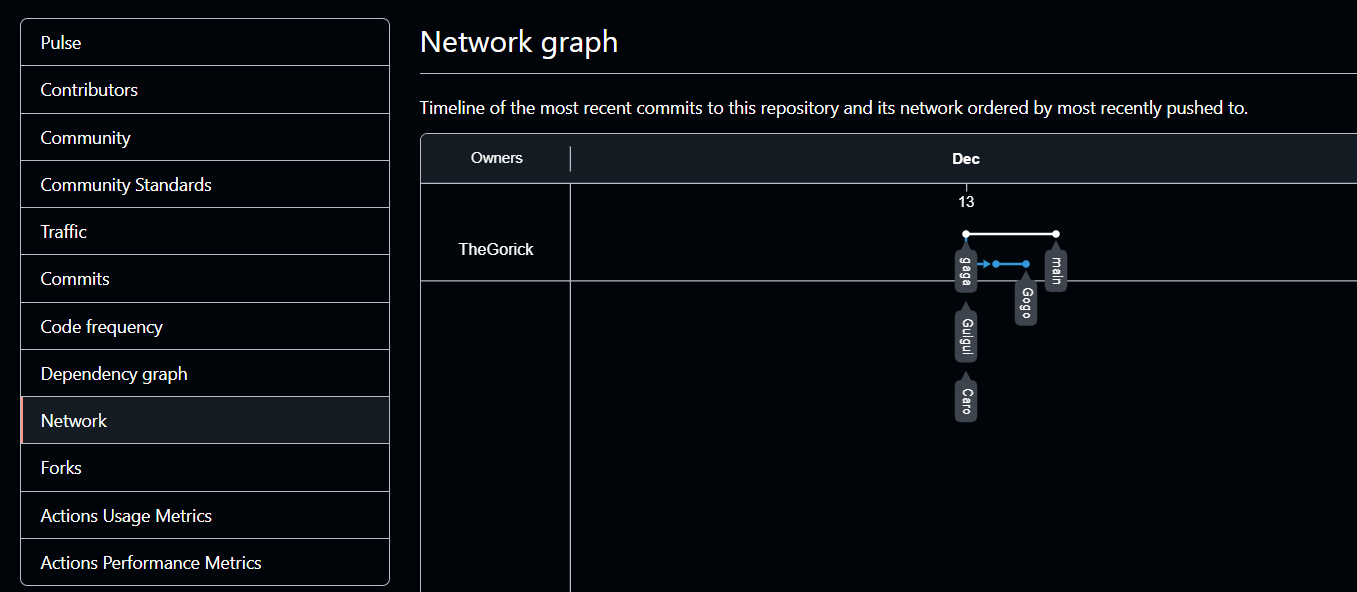 Pulse
Contributors
Community
Community Standards
Traffic
Commits
Code frequency
Dependency graph
Network
Forks
Actions Usage Metrics
Actions Performance Metrics
Network graph
Timeline of the most recent commits to this repository and its network ordered by most recently pushed to.
Owners
Dec
13
TheGorick
gaga
main
Gogo
Guigui
Caro